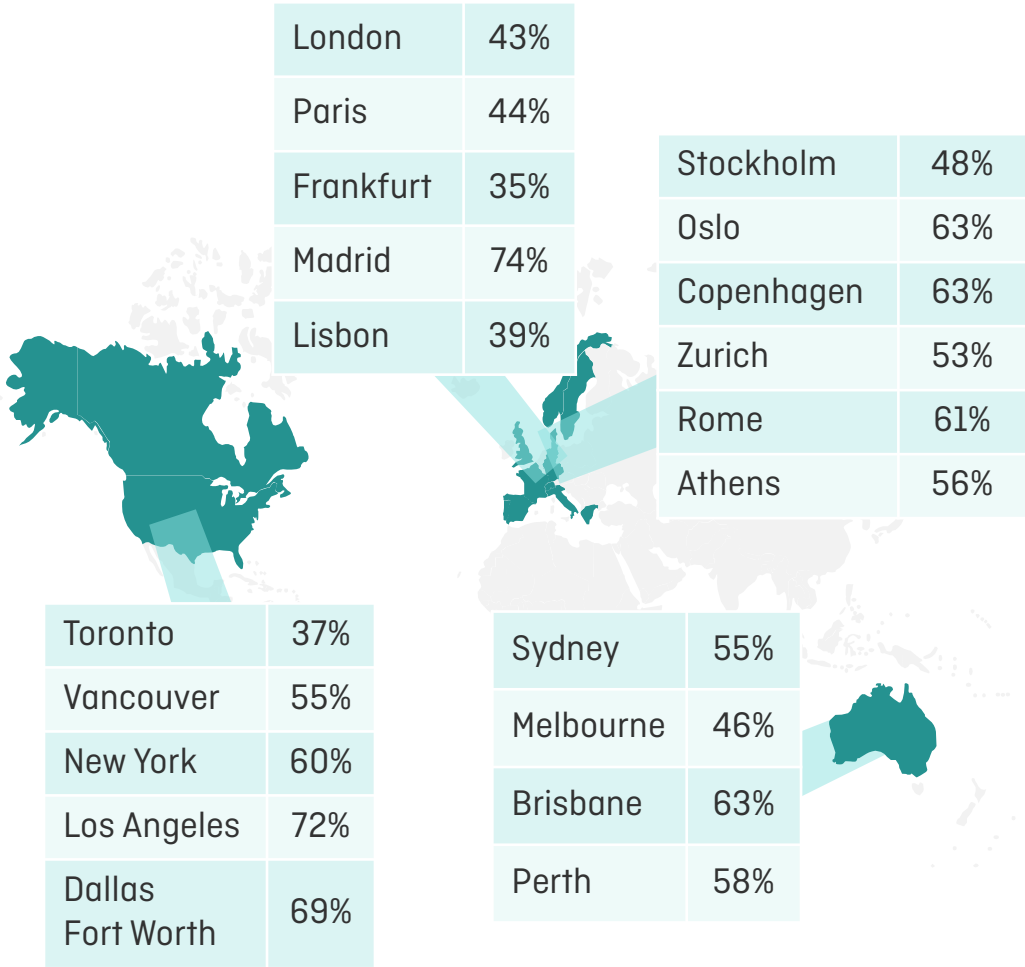 London 43%
Paris 44%
Frankfurt 35%
Madrid 74%
Lisbon 39%
Stockholm 48%
Oslo 63%
Copenhagen 63%
Zurich 53%
Rome 61%
Athens 56%
Toronto 37%
Vancouver 55%
New York 60%
Los Angeles 72%
Dallas
Fort Worth 69%
Sydney 55%
Melbourne 46%
Brisbane 63%
Perth 58%